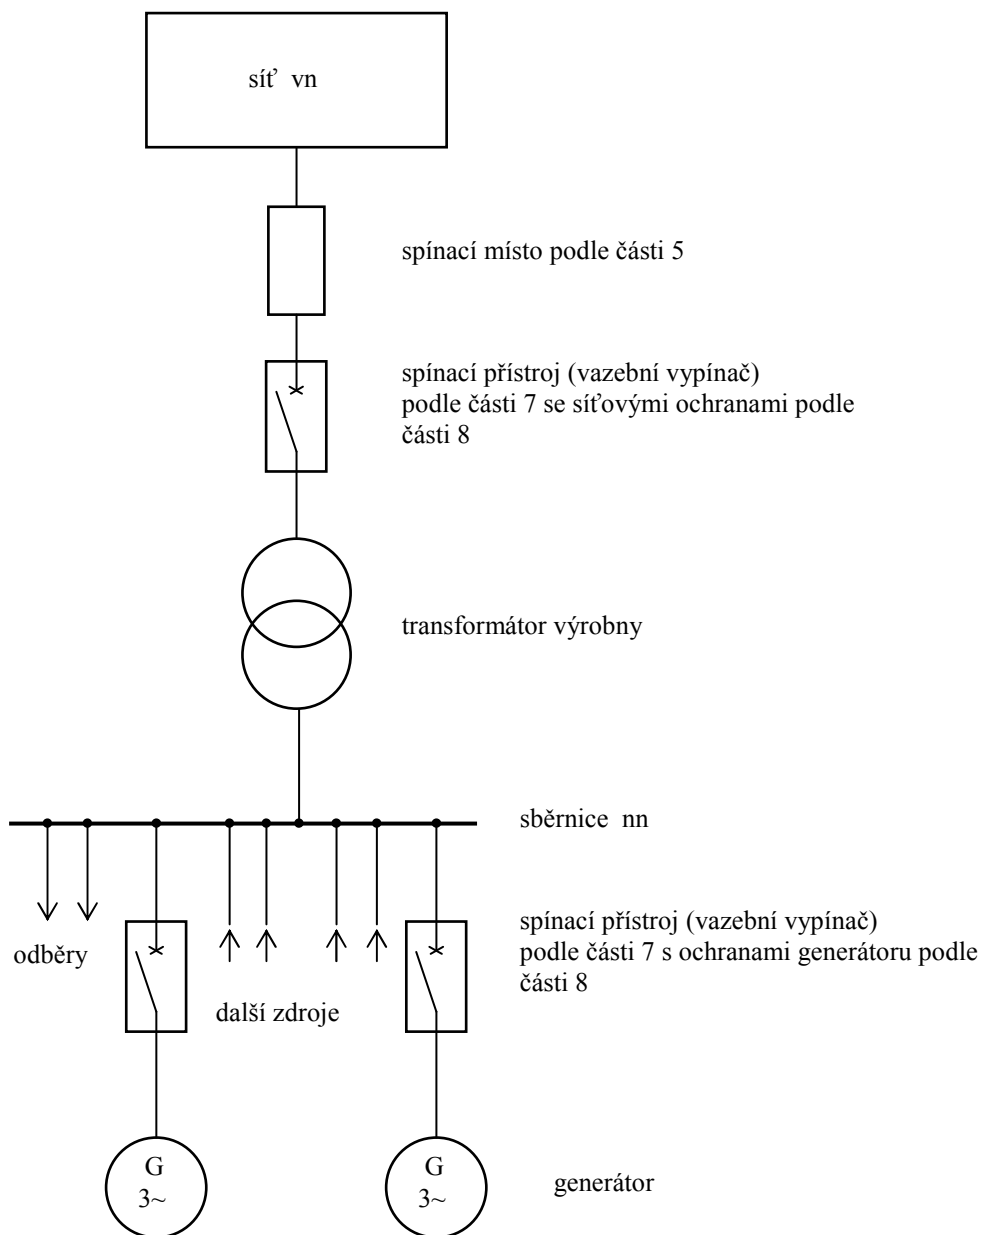 síť vn
spínací místo podle části 5
spínací přístroj (vazební vypínač)
podle části 7 se síťovými ochranami podle
části 8
transformátor výrobny
sběrnice nn
spínací přístroj (vazební vypínač)
podle části 7 s ochranami generátoru podle
části 8
odběry
další zdroje
G
3~
G
3~
generátor